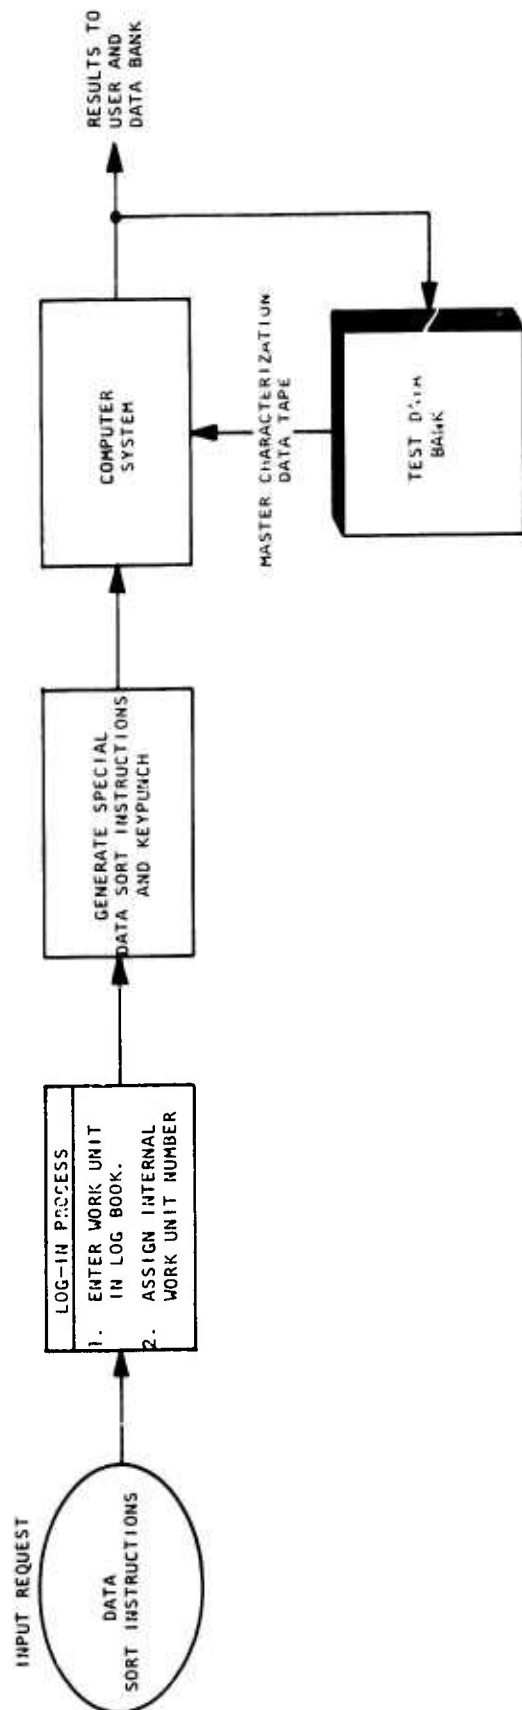 INPUT REQUEST
DATA
SORT INSTRUCTIONS
LOG-IN PROCESS
1. ENTER WORK UNIT
IN LOG BOOK.
2. ASSIGN INTERNAL
WORK UNIT NUMBER
GENERATE SPECIAL
DATA SORT INSTRUCTIONS
AND KEYPUNCH
COMPUTER
SYSTEM
RESULTS TO
USER AND
DATA BANK
MASTER CHARACTERIZATION
DATA TAPE
TEST DATA
BANK